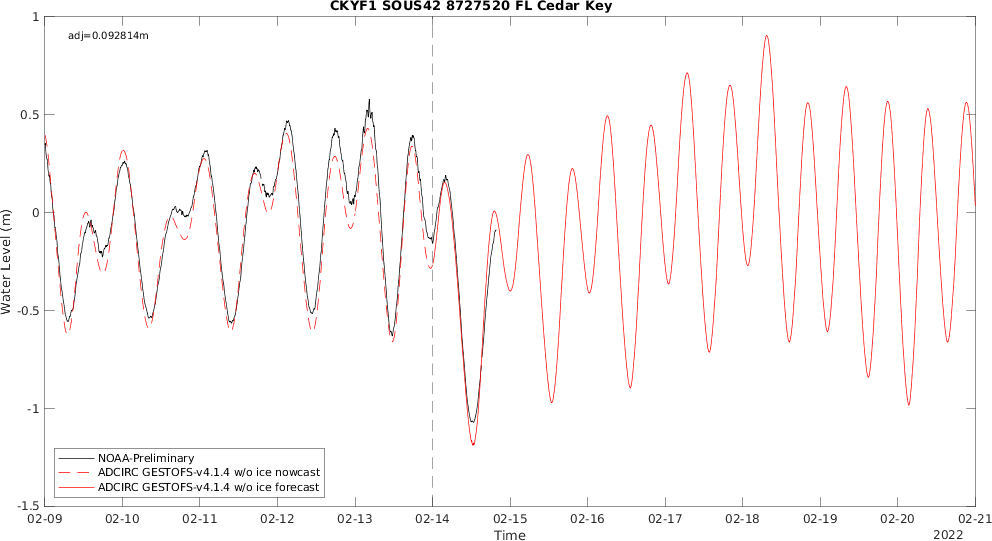 CKYF1 SOUS42 8727520 FL Cedar Key
adj=0.092814m
1
0.5
0
-0.5
-1
-1.5
Water Level (m)
NOAA-Preliminary
ADCIRC GESTOFS-v4.1.4 w/o ice nowcast
ADCIRC GESTOFS-v4.1.4 w/o ice forecast
02-09 02-10 02-11 02-12 02-13 02-14 02-15 02-16 02-17 02-18 02-19 02-20 02-21
Time
2022